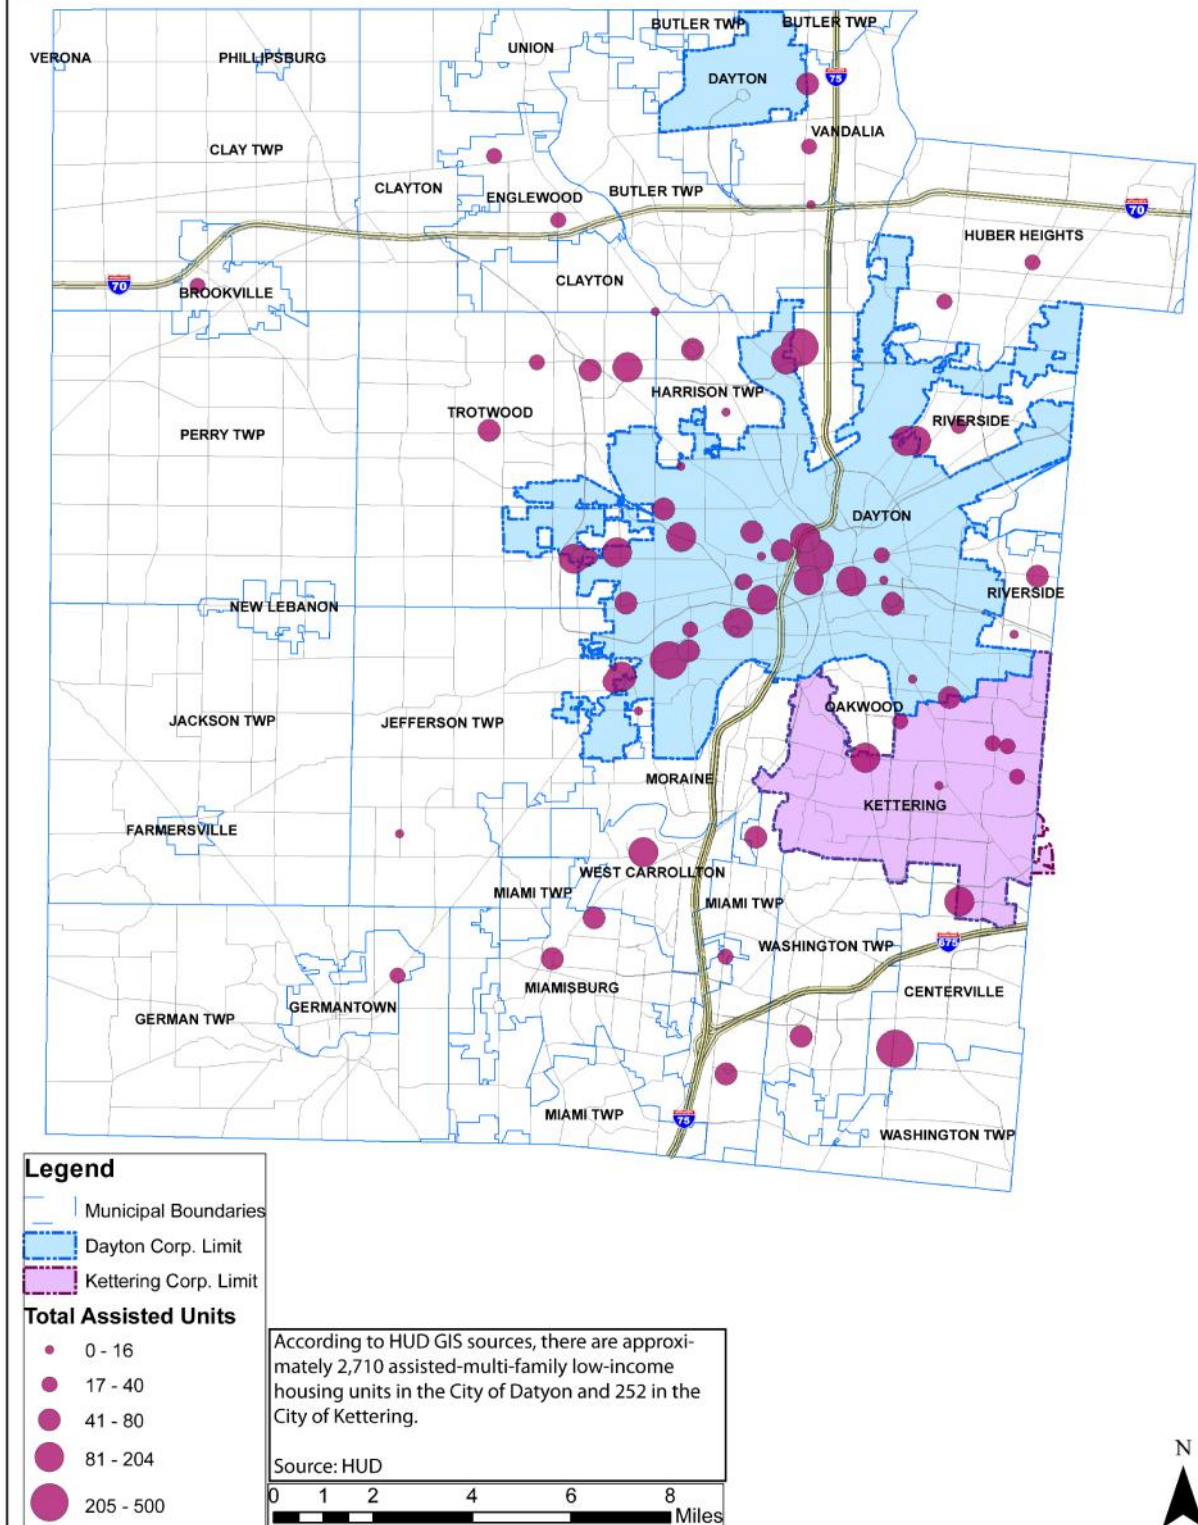 BUTLER TWP
BUTLER TWP
UNION
VERONA
PHILLIPSBURG
DAYTON
75
VANDALIA
CLAY TWP
CLAYTON
ENGLEWOOD
BUTLER TWP
70
HUBER HEIGHTS
CLAYTON
70
BROOKVILLE
HARRISON TWP
TROTWOOD
RIVERSIDE
PERRY TWP
DAYTON
RIVERSIDE
NEW LEBANON
OAKWOOD
JACKSON TWP
JEFFERSON TWP
MORAINE
KETTERING
FARMERSVILLE
WEST CARROLLTON
MIAMI TWP
MIAMI TWP
WASHINGTON TWP
675
MIAMISBURG
CENTERVILLE
GERMANTOWN
GERMAN TWP
MIAMI TWP
75
WASHINGTON TWP
Legend
Municipal Boundaries
Dayton Corp. Limit
Kettering Corp. Limit
Total Assisted Units
0 - 16
17 - 40
41 - 80
81 - 204
205 - 500
According to HUD GIS sources, there are approxi-
mately 2,710 assisted-multi-family low-income
housing units in the City of Datyon and 252 in the
City of Kettering.
Source: HUD
0 1 2 4 6 8
Miles
N